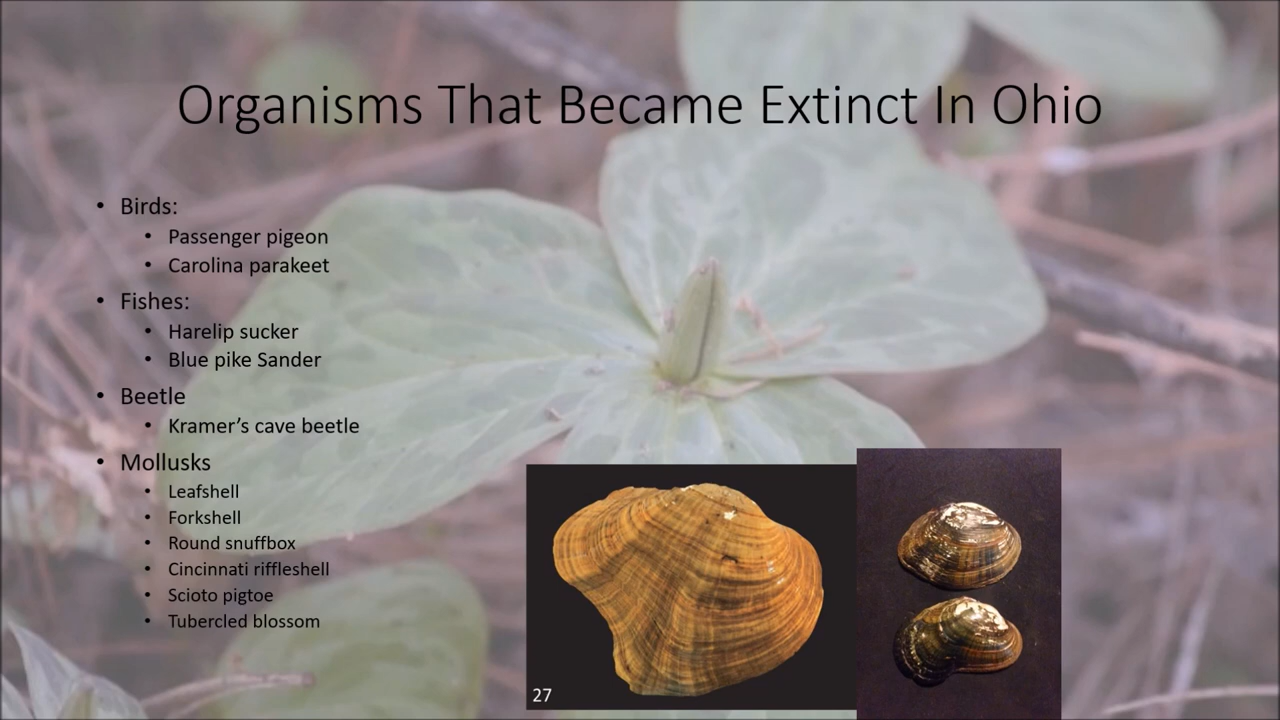 Organisms That Became Extinct In Ohio
• Birds:
• Passenger pigeon
• Carolina parakeet
• Fishes:
• Harelip sucker
• Blue pike Sander
• Beetle
• Kramer’s cave beetle
• Mollusks
• Leafshell
• Forkshell
• Round snuffbox
• Cincinnati riffleshell
• Scioto pigtoe
• Tubercled blossom
27